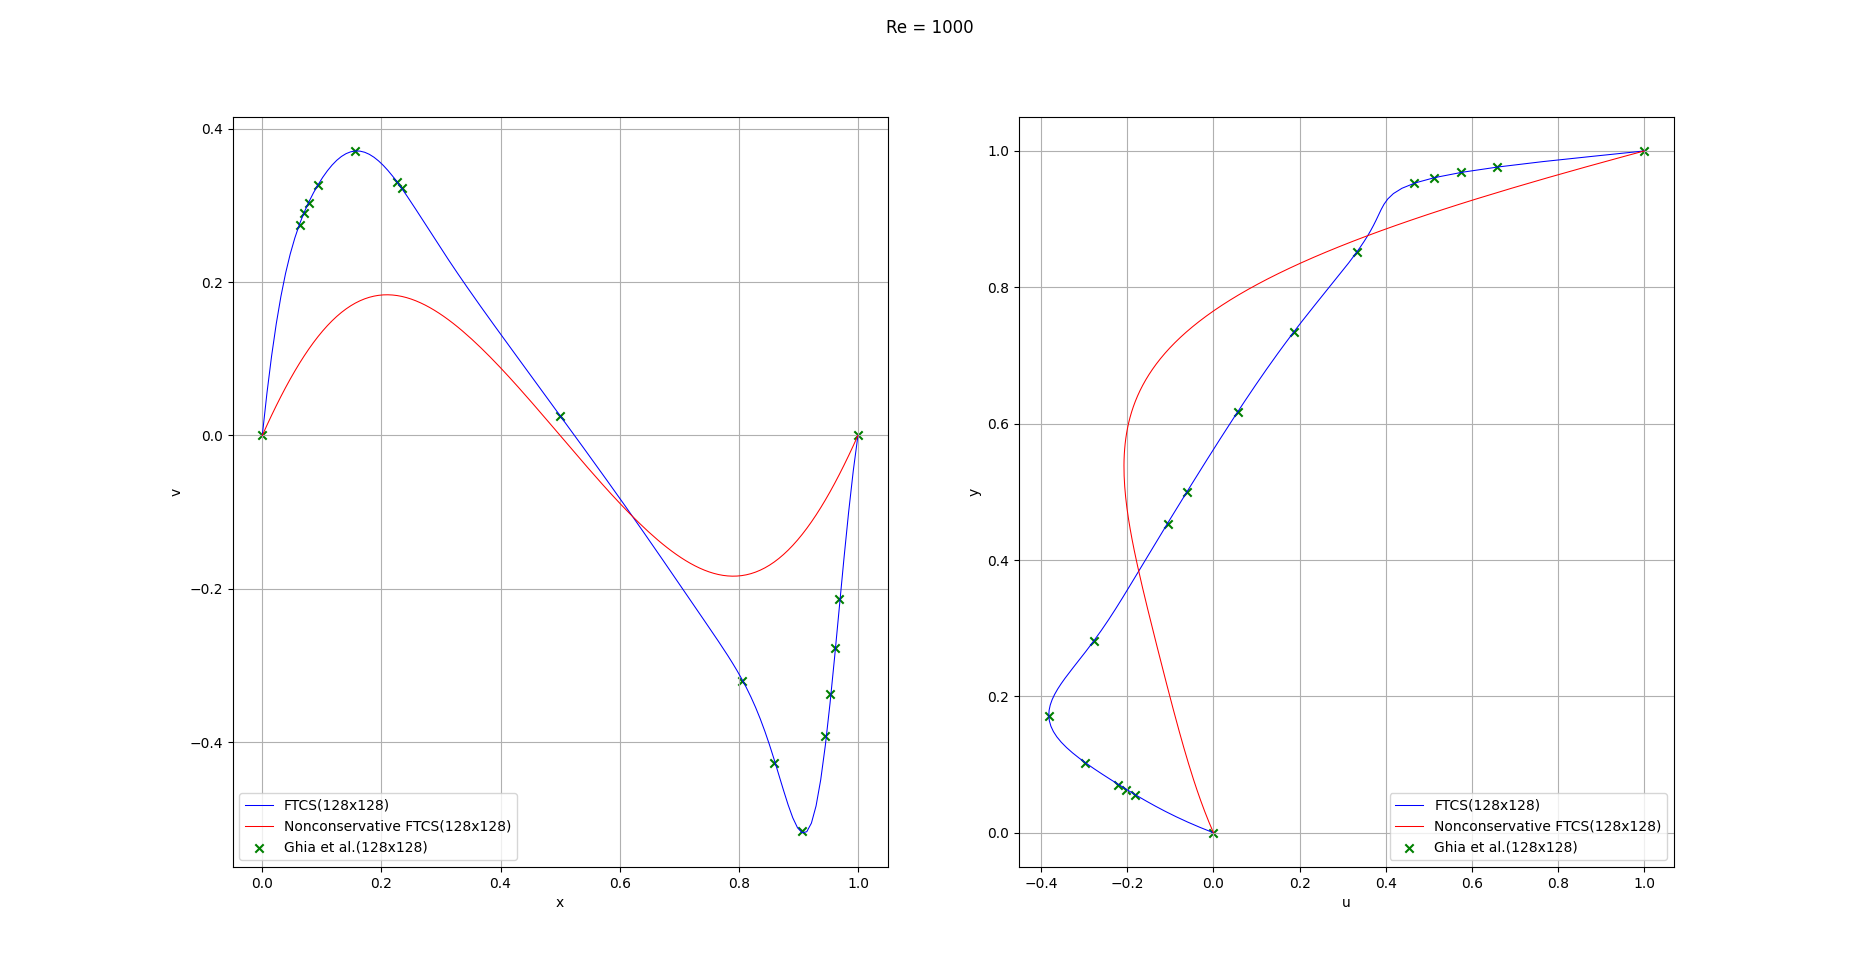 Re = 1000
0.4
0.2
0.0
−0.2
−0.4
v
FTCS(128x128)
Nonconservative FTCS(128x128)
Ghia et al.(128x128)
0.0 0.2 0.4 0.6 0.8 1.0
x
1.0
0.8
0.6
0.4
0.2
0.0
y
FTCS(128x128)
Nonconservative FTCS(128x128)
Ghia et al.(128x128)
−0.4 −0.2 0.0 0.2 0.4 0.6 0.8 1.0
u